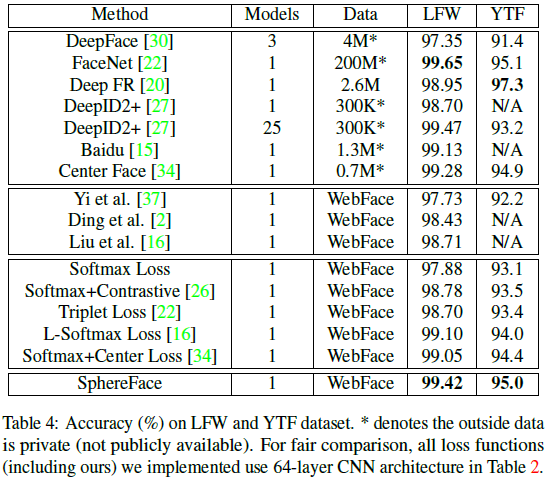 Method Models Data LFW YTF
DeepFace [30] 3 4M* 97.35 91.4
FaceNet [22] 1 200M* 99.65 95.1
Deep FR [20] 1 2.6M 98.95 97.3
DeepID2+ [27] 1 300K* 98.70 N/A
DeepID2+ [27] 25 300K* 99.47 93.2
Baidu [15] 1 1.3M* 99.13 N/A
Center Face [34] 1 0.7M* 99.28 94.9
Yi et al. [37] 1 WebFace 97.73 92.2
Ding et al. [2] 1 WebFace 98.43 N/A
Liu et al. [16] 1 WebFace 98.71 N/A
Softmax Loss 1 WebFace 97.88 93.1
Softmax+Contrastive [26] 1 WebFace 98.78 93.5
Triplet Loss [22] 1 WebFace 98.70 93.4
L-Softmax Loss [16] 1 WebFace 99.10 94.0
Softmax+Center Loss [34] 1 WebFace 99.05 94.4
SphereFace 1 WebFace 99.42 95.0
Table 4: Accuracy (%) on LFW and YTF dataset. * denotes the outside data
is private (not publicly available). For fair comparison, all loss functions
(including ours) we implemented use 64-layer CNN architecture in Table 2.